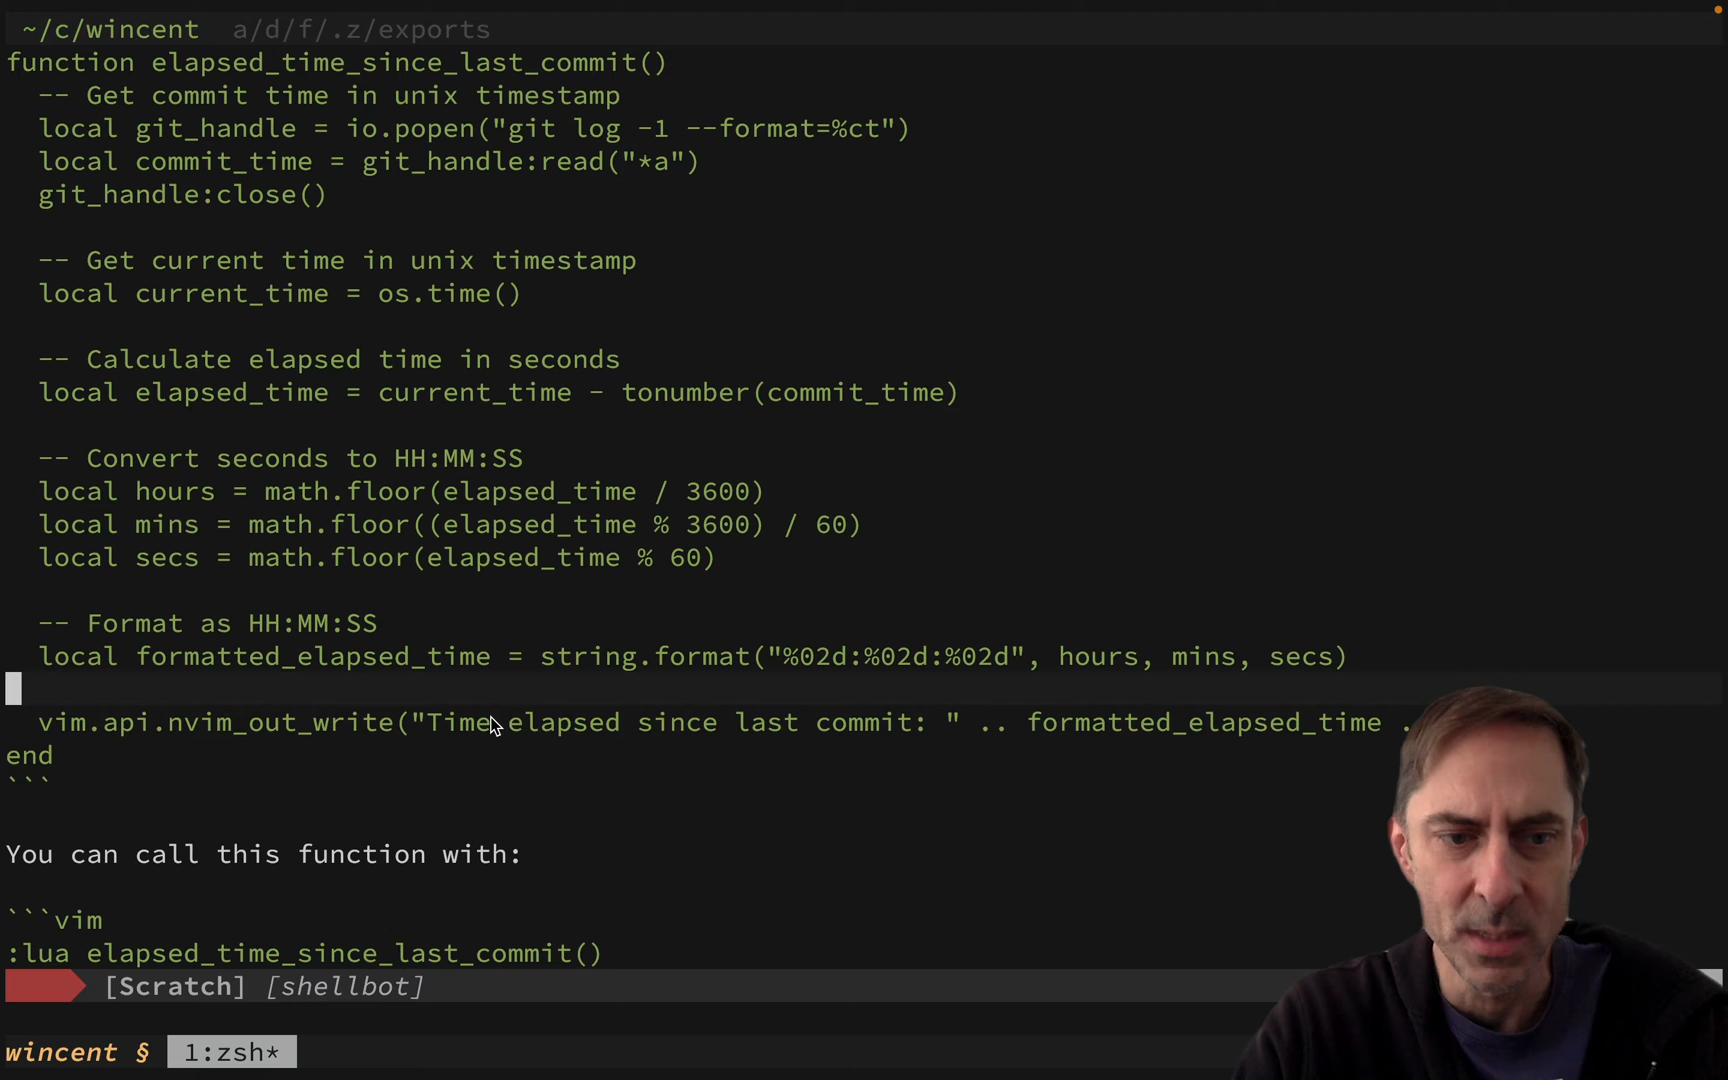 ~/c/wincent a/d/f/.z/exports
function elapsed_time_since_last_commit()
  -- Get commit time in unix timestamp
  local git_handle = io.popen("git log -1 --format=%ct")
  local commit_time = git_handle:read("*a")
  git_handle:close()

  -- Get current time in unix timestamp
  local current_time = os.time()

  -- Calculate elapsed time in seconds
  local elapsed_time = current_time - tonumber(commit_time)

  -- Convert seconds to HH:MM:SS
  local hours = math.floor(elapsed_time / 3600)
  local mins = math.floor((elapsed_time % 3600) / 60)
  local secs = math.floor(elapsed_time % 60)

  -- Format as HH:MM:SS
  local formatted_elapsed_time = string.format("%02d:%02d:%02d", hours, mins, secs)

  vim.api.nvim_out_write("Time elapsed since last commit: " .. formatted_elapsed_time .
end
```

You can call this function with:

```vim
:lua elapsed_time_since_last_commit()
[Scratch] [shellbot]
wincent § 1:zsh*